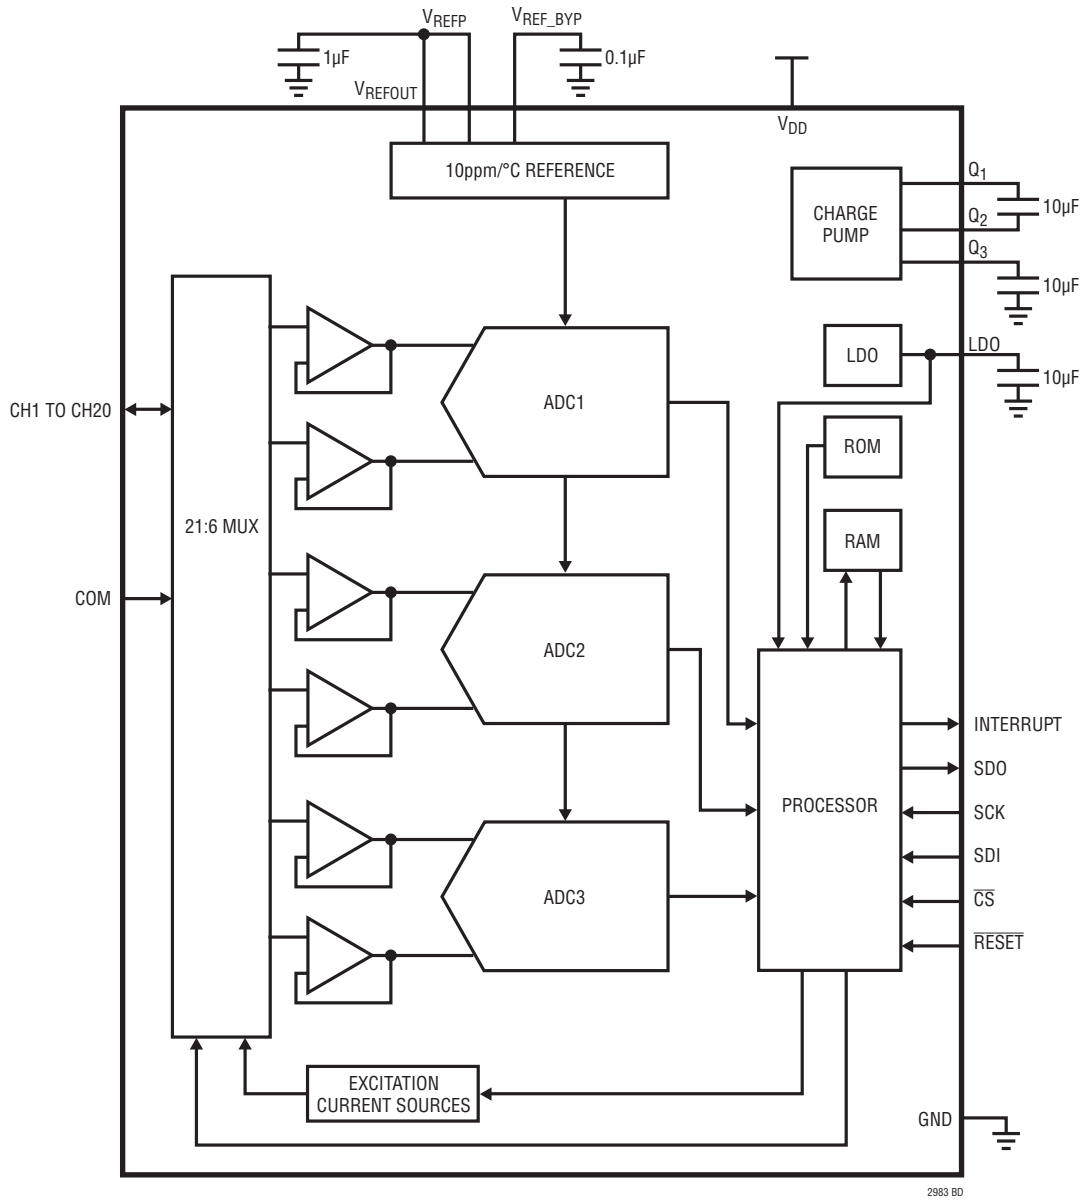 VREFP
VREF_BYP
1µF
0.1µF
VREFOUT
VDD
10ppm/°C REFERENCE
CHARGE
PUMP
Q1
Q2
10µF
Q3
10µF
LDO
LDO
10µF
ROM
RAM
CH1 TO CH20
COM
21:6 MUX
ADC1
ADC2
ADC3
PROCESSOR
INTERRUPT
SDO
SCK
SDI
C̅S̅
R̅E̅S̅E̅T̅
EXCITATION
CURRENT SOURCES
GND
2983 BD